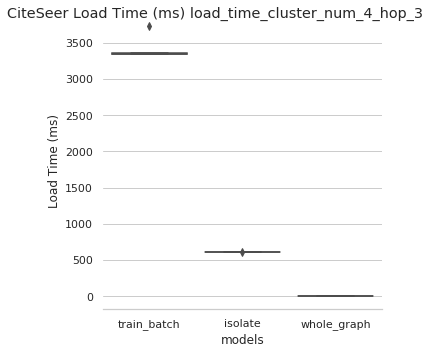 CiteSeer Load Time (ms) load_time_cluster_num_4_hop_3
3500
3000
2500
2000
1500
1000
500
0
Load Time (ms)
train_batch
isolate
whole_graph
models